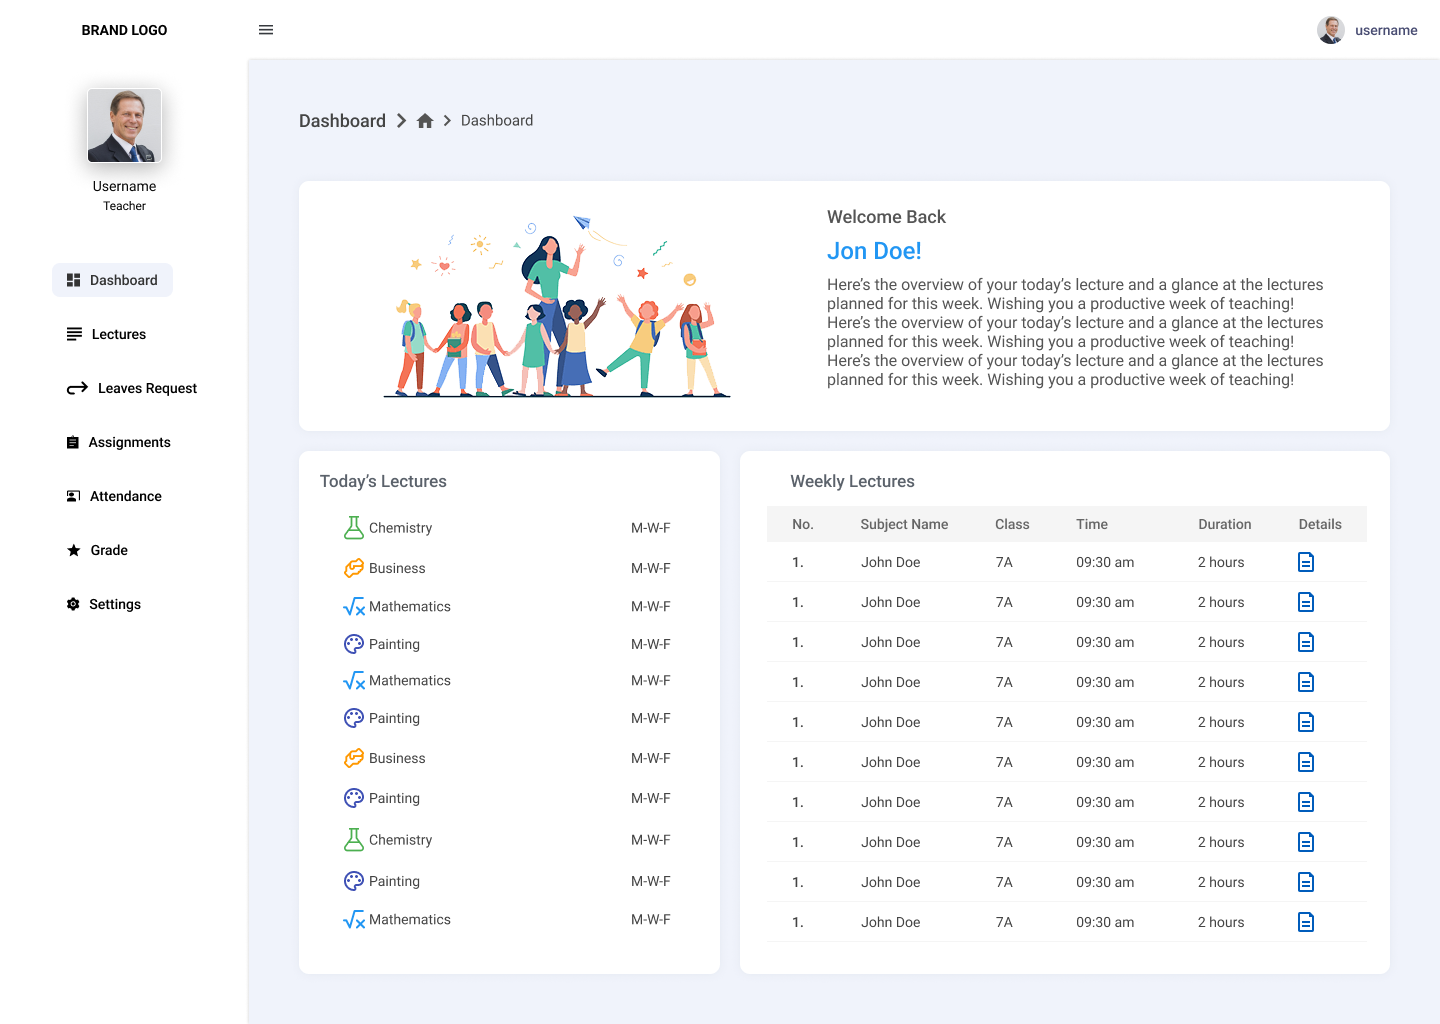 BRAND LOGO
username
Username
Teacher
Dashboard
Lectures
Leaves Request
Assignments
Attendance
Grade
Settings
Dashboard Dashboard
Welcome Back
Jon Doe!
Here’s the overview of your today’s lecture and a glance at the lectures
planned for this week. Wishing you a productive week of teaching!
Here’s the overview of your today’s lecture and a glance at the lectures
planned for this week. Wishing you a productive week of teaching!
Here’s the overview of your today’s lecture and a glance at the lectures
planned for this week. Wishing you a productive week of teaching!
Today’s Lectures
Chemistry M-W-F
Business M-W-F
Mathematics M-W-F
Painting M-W-F
Mathematics M-W-F
Painting M-W-F
Business M-W-F
Painting M-W-F
Chemistry M-W-F
Painting M-W-F
Mathematics M-W-F
Weekly Lectures
No. Subject Name Class Time Duration Details
1. John Doe 7A 09:30 am 2 hours
1. John Doe 7A 09:30 am 2 hours
1. John Doe 7A 09:30 am 2 hours
1. John Doe 7A 09:30 am 2 hours
1. John Doe 7A 09:30 am 2 hours
1. John Doe 7A 09:30 am 2 hours
1. John Doe 7A 09:30 am 2 hours
1. John Doe 7A 09:30 am 2 hours
1. John Doe 7A 09:30 am 2 hours
1. John Doe 7A 09:30 am 2 hours